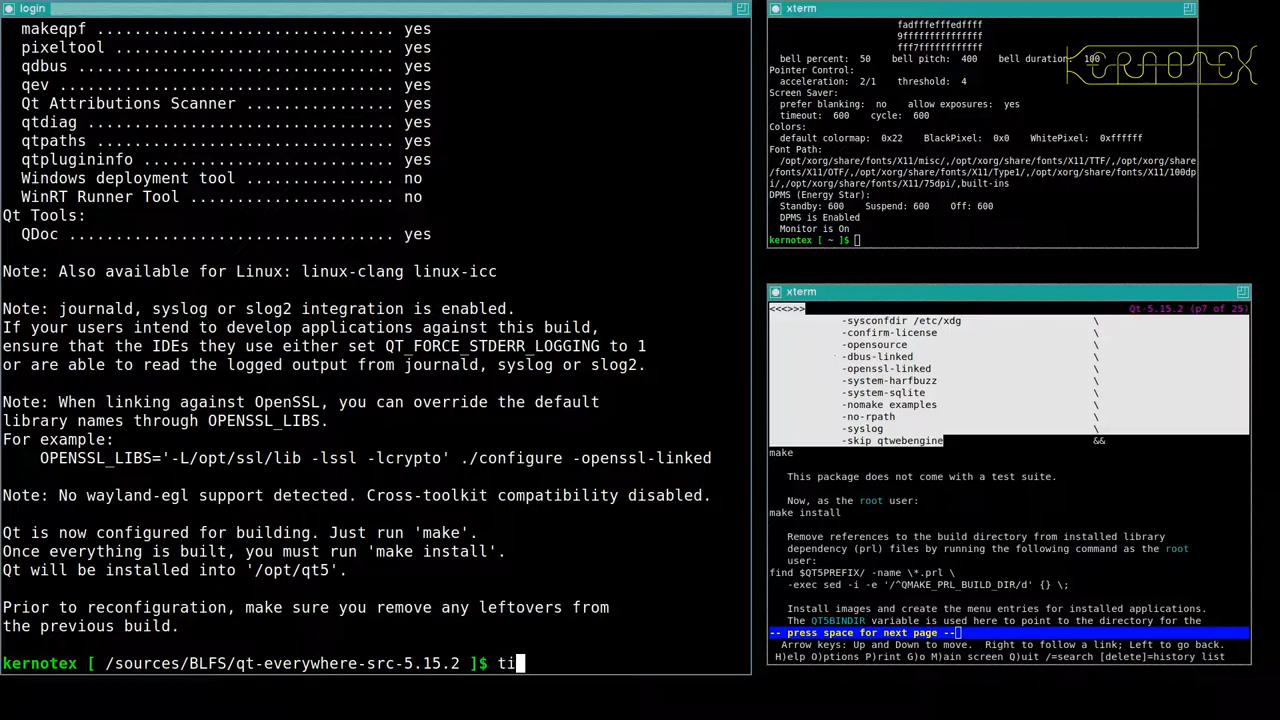 login
makeqpf ................................ yes
pixeltool .............................. yes
qdbus .................................. yes
qev .................................... yes
Qt Attributions Scanner ................ yes
qtdiag ................................. yes
qtpaths ................................ yes
qtplugininfo ........................... yes
Windows deployment tool ................ no
WinRT Runner Tool ...................... no
Qt Tools:
QDoc ................................... yes
Note: Also available for Linux: linux-clang linux-icc
Note: journald, syslog or slog2 integration is enabled.
If your users intend to develop applications against this build,
ensure that the IDEs they use either set QT_FORCE_STDERR_LOGGING to 1
or are able to read the logged output from journald, syslog or slog2.
Note: When linking against OpenSSL, you can override the default
library names through OPENSSL_LIBS.
For example:
OPENSSL_LIBS='-L/opt/ssl/lib -lssl -lcrypto' ./configure -openssl-linked
Note: No wayland-egl support detected. Cross-toolkit compatibility disabled.
Qt is now configured for building. Just run 'make'.
Once everything is built, you must run 'make install'.
Qt will be installed into '/opt/qt5'.
Prior to reconfiguration, make sure you remove any leftovers from
the previous build.
kernotex [ /sources/BLFS/qt-everywhere-src-5.15.2 ]$ ti
xterm
fadfffefffedffff
9fffffffffffffff
fff7ffffffffffff
bell percent: 50 bell pitch: 400 bell duration: 100
Pointer Control:
acceleration: 2/1 threshold: 4
Screen Saver:
prefer blanking: no allow exposures: yes
timeout: 600 cycle: 600
Colors:
default colormap: 0x22 BlackPixel: 0x0 WhitePixel: 0xffffff
Font Path:
/opt/xorg/share/fonts/X11/misc/,/opt/xorg/share/fonts/X11/TTF/,/opt/xorg/share
/fonts/X11/OTF/,/opt/xorg/share/fonts/X11/Type1/,/opt/xorg/share/fonts/X11/100dp
i/,/opt/xorg/share/fonts/X11/75dpi/,built-ins
DPMS (Energy Star):
Standby: 600 Suspend: 600 Off: 600
DPMS is Enabled
Monitor is On
kernotex [ ~ ]$
KERNOTEX
xterm
<<<>>> Qt-5.15.2 (p7 of 25)
-sysconfdir /etc/xdg \
-confirm-license \
-opensource \
-dbus-linked \
-openssl-linked \
-system-harfbuzz \
-system-sqlite \
-nomake examples \
-no-rpath \
-syslog \
-skip qtwebengine &&
make
This package does not come with a test suite.
Now, as the root user:
make install
Remove references to the build directory from installed library
dependency (prl) files by running the following command as the root
user:
find $QT5PREFIX/ -name \*.prl \
-exec sed -i -e '/^QMAKE_PRL_BUILD_DIR/d' {} \;
Install images and create the menu entries for installed applications.
The QT5BINDIR variable is used here to point to the directory for the
-- press space for next page --
Arrow keys: Up and Down to move. Right to follow a link; Left to go back.
H)elp O)ptions P)rint G)o M)ain screen Q)uit /=search [delete]=history list